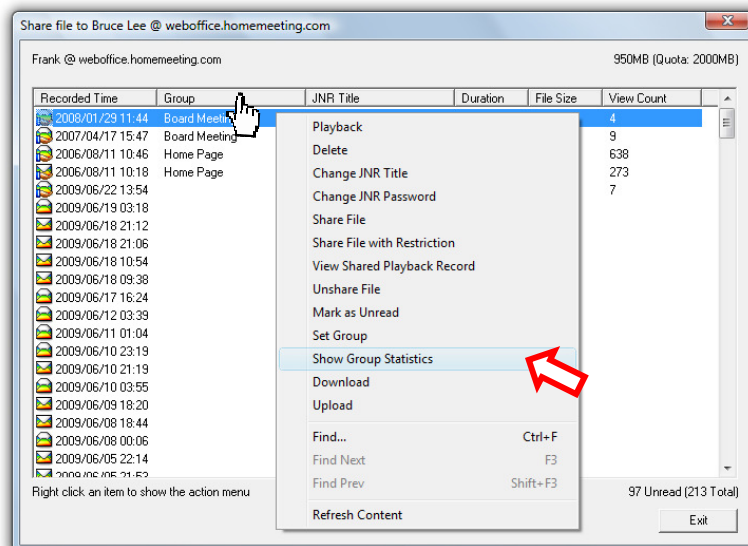 Share file to Bruce Lee @ weboffice.homemeeting.com
Frank @ weboffice.homemeeting.com 950MB (Quota: 2000MB)
Recorded Time Group JNR Title Duration File Size View Count
2008/01/29 11:44 Board Meeting 4
2007/04/17 15:47 Board Meeting 9
2006/08/11 10:46 Home Page 638
2006/08/11 10:18 Home Page 273
2009/06/22 13:54 7
2009/06/19 03:18
2009/06/18 21:12
2009/06/18 21:06
2009/06/18 10:54
2009/06/18 09:38
2009/06/17 16:24
2009/06/12 03:39
2009/06/11 01:04
2009/06/10 23:19
2009/06/10 21:19
2009/06/10 03:55
2009/06/09 18:20
2009/06/08 18:44
2009/06/08 00:06
2009/06/05 22:14
2009/06/05 21:52
Playback
Delete
Change JNR Title
Change JNR Password
Share File
Share File with Restriction
View Shared Playback Record
Unshare File
Mark as Unread
Set Group
Show Group Statistics
Download
Upload
Find... Ctrl+F
Find Next F3
Find Prev Shift+F3
Refresh Content
Right click an item to show the action menu 97 Unread (213 Total)
Exit